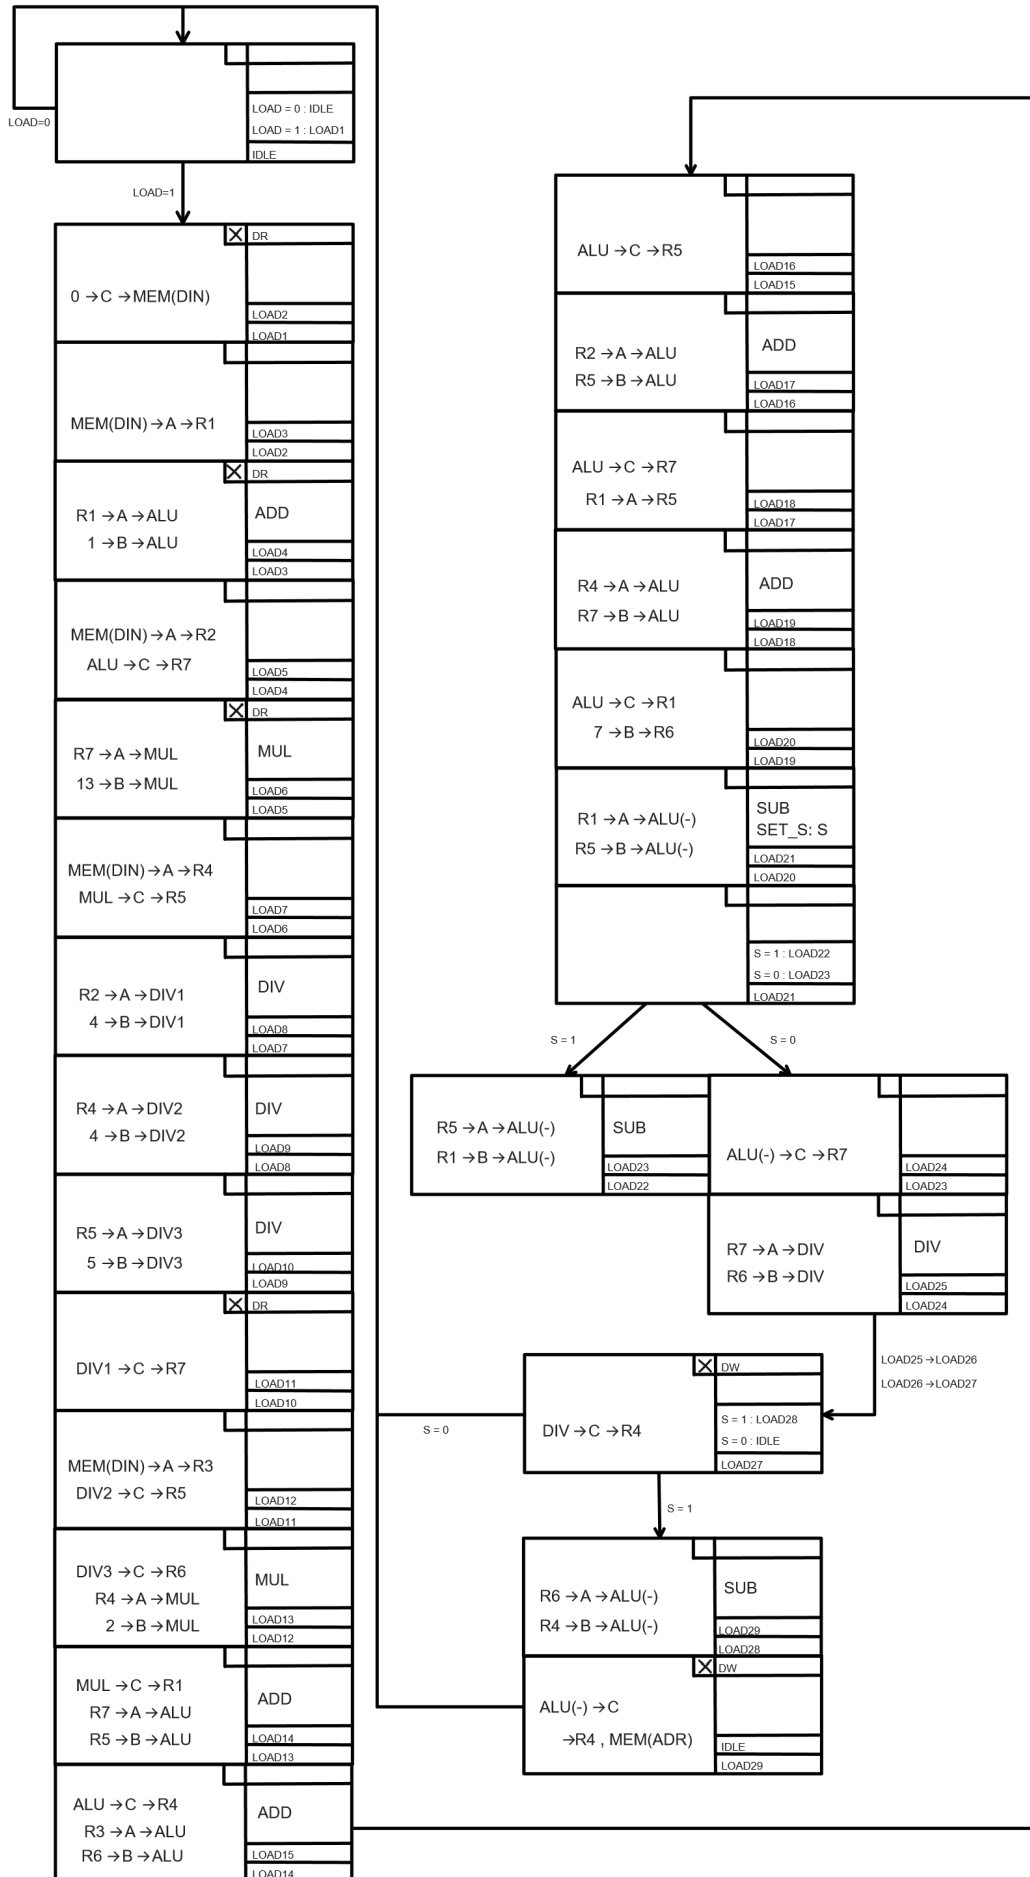 LOAD = 0 : IDLE
LOAD = 1 : LOAD1
IDLE
LOAD=0
LOAD=1
DR
0 →C →MEM(DIN)
LOAD2
LOAD1
MEM(DIN) →A →R1
LOAD3
LOAD2
DR
R1 →A →ALU
1 →B →ALU
ADD
LOAD4
LOAD3
MEM(DIN) →A →R2
ALU →C →R7
LOAD5
LOAD4
DR
R7 →A →MUL
13 →B →MUL
MUL
LOAD6
LOAD5
MEM(DIN) →A →R4
MUL →C →R5
LOAD7
LOAD6
R2 →A →DIV1
4 →B →DIV1
DIV
LOAD8
LOAD7
R4 →A →DIV2
4 →B →DIV2
DIV
LOAD9
LOAD8
R5 →A →DIV3
5 →B →DIV3
DIV
LOAD10
LOAD9
DR
DIV1 →C →R7
LOAD11
LOAD10
MEM(DIN) →A →R3
DIV2 →C →R5
LOAD12
LOAD11
DIV3 →C →R6
R4 →A →MUL
2 →B →MUL
MUL
LOAD13
LOAD12
MUL →C →R1
R7 →A →ALU
R5 →B →ALU
ADD
LOAD14
LOAD13
ALU →C →R4
R3 →A →ALU
R6 →B →ALU
ADD
LOAD15
LOAD14
ALU →C →R5
LOAD16
LOAD15
R2 →A →ALU
R5 →B →ALU
ADD
LOAD17
LOAD16
ALU →C →R7
R1 →A →R5
LOAD18
LOAD17
R4 →A →ALU
R7 →B →ALU
ADD
LOAD19
LOAD18
ALU →C →R1
7 →B →R6
LOAD20
LOAD19
R1 →A →ALU(-)
R5 →B →ALU(-)
SUB
SET_S: S
LOAD21
LOAD20
S = 1 : LOAD22
S = 0 : LOAD23
LOAD21
S = 1
S = 0
R5 →A →ALU(-)
R1 →B →ALU(-)
SUB
LOAD23
LOAD22
ALU(-) →C →R7
LOAD24
LOAD23
R7 →A →DIV
R6 →B →DIV
DIV
LOAD25
LOAD24
LOAD25 →LOAD26
LOAD26 →LOAD27
DW
DIV →C →R4
S = 1 : LOAD28
S = 0 : IDLE
LOAD27
S = 0
S = 1
R6 →A →ALU(-)
R4 →B →ALU(-)
SUB
LOAD29
LOAD28
DW
ALU(-) →C
→R4 , MEM(ADR)
IDLE
LOAD29